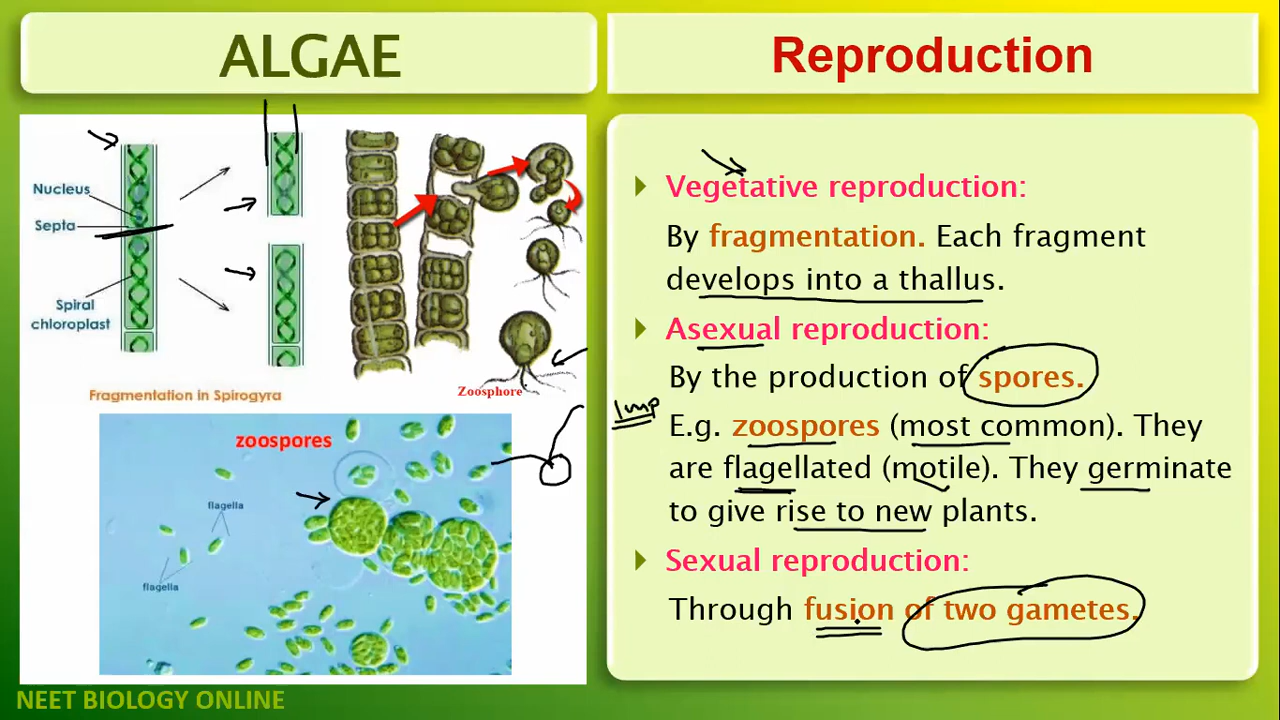 ALGAE
Reproduction
Nucleus
Septa
Spiral
chloroplast
Fragmentation in Spirogyra
Zoosphore
zoospores
flagella
flagella
Vegetative reproduction:
By fragmentation. Each fragment
develops into a thallus.
Asexual reproduction:
By the production of spores.
Imp
E.g. zoospores (most common). They
are flagellated (motile). They germinate
to give rise to new plants.
Sexual reproduction:
Through fusion of two gametes.
NEET BIOLOGY ONLINE